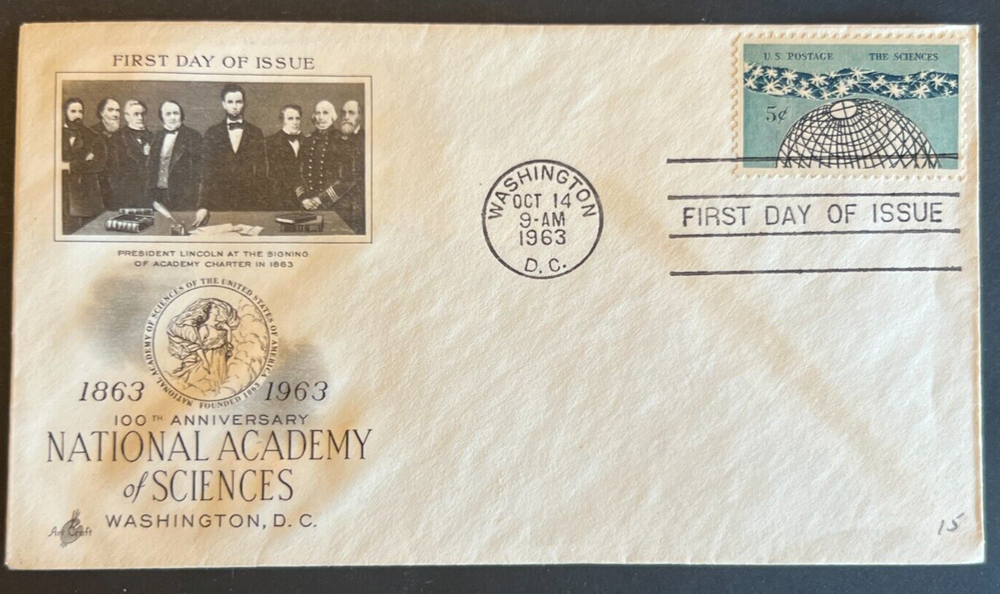 FIRST DAY OF ISSUE
PRESIDENT LINCOLN AT THE SIGNING
OF ACADEMY CHARTER IN 1863
NATIONAL ACADEMY OF SCIENCES OF THE UNITED STATES OF AMERICA
FOUNDED 1863
1863 1963
100TH ANNIVERSARY
NATIONAL ACADEMY
of SCIENCES
WASHINGTON, D. C.
Art Craft
WASHINGTON
OCT 14
9-AM
1963
D. C.
U.S. POSTAGE THE SCIENCES
5¢
FIRST DAY OF ISSUE
15